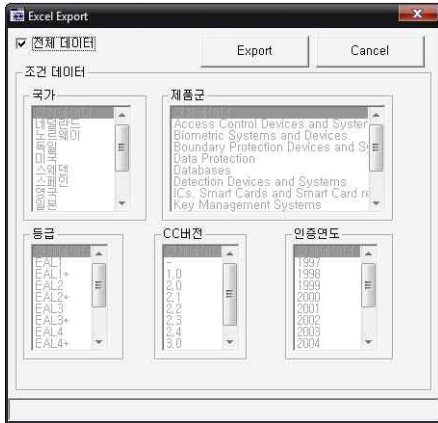 Excel Export
전체 데이터
Export
Cancel
조건 데이터
국가
네덜란드
노르웨이
독일
미국
스웨덴
스페인
영국
일본
제품군
Access Control Devices and System
Biometric Systems and Devices
Boundary Protection Devices and S
Data Protection
Databases
Detection Devices and Systems
ICs, Smart Cards and Smart Card re
Key Management Systems
등급
EAL1
EAL1+
EAL2
EAL2+
EAL3
EAL3+
EAL4
EAL4+
CC버전
-
1,0
2,0
2,1
2,2
2,3
2,4
3,0
인증연도
1997
1998
1999
2000
2001
2002
2003
2004